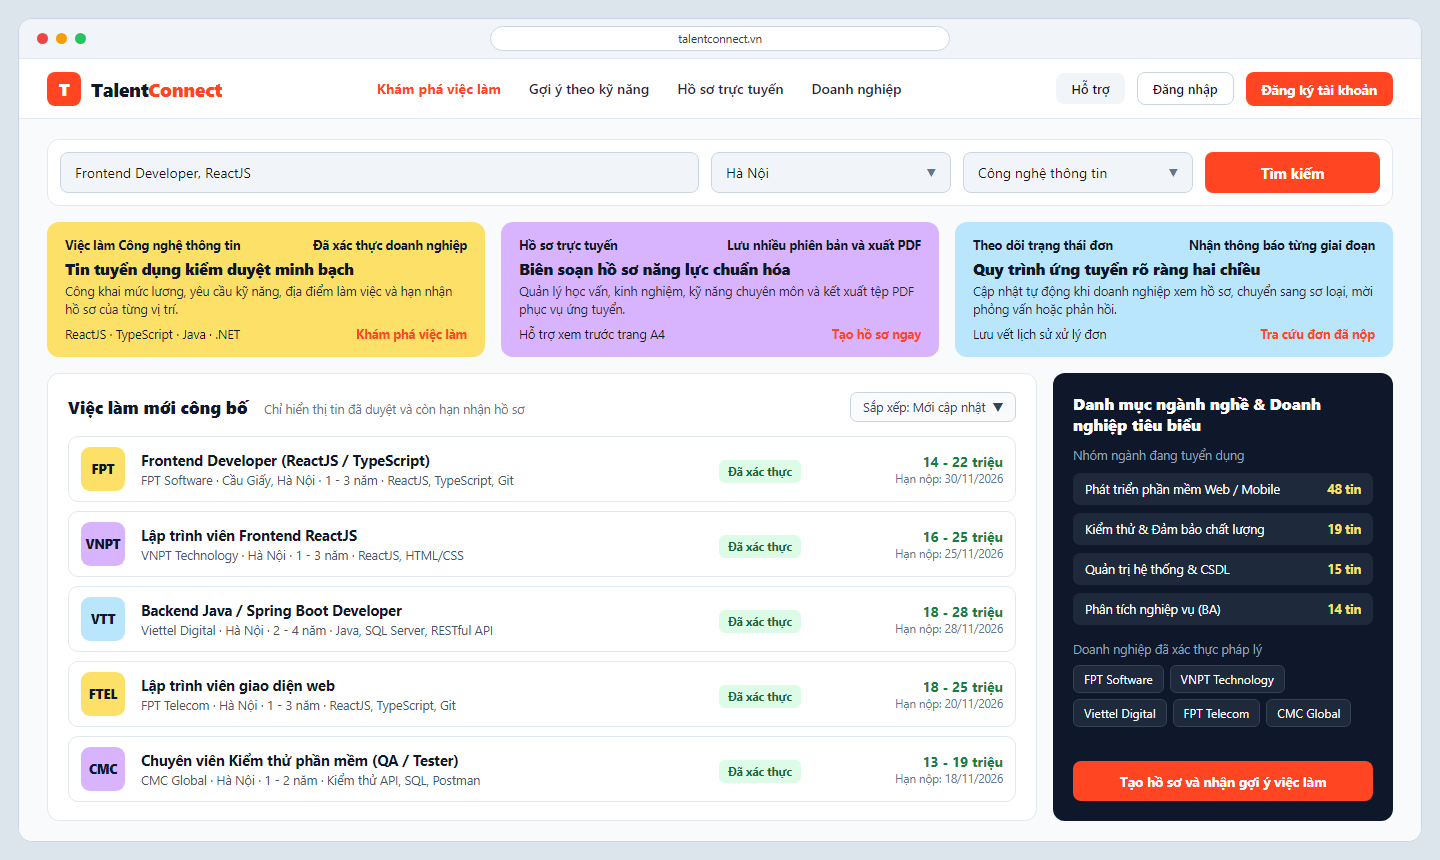 talentconnect.vn
T TalentConnect
Khám phá việc làm
Gợi ý theo kỹ năng
Hồ sơ trực tuyến
Doanh nghiệp
Hỗ trợ
Đăng nhập
Đăng ký tài khoản
Frontend Developer, ReactJS
Hà Nội ▼
Công nghệ thông tin ▼
Tìm kiếm
Việc làm Công nghệ thông tin
Đã xác thực doanh nghiệp
Tin tuyển dụng kiểm duyệt minh bạch
Công khai mức lương, yêu cầu kỹ năng, địa điểm làm việc và hạn nhận
hồ sơ của từng vị trí.
ReactJS · TypeScript · Java · .NET
Khám phá việc làm
Hồ sơ trực tuyến
Lưu nhiều phiên bản và xuất PDF
Biên soạn hồ sơ năng lực chuẩn hóa
Quản lý học vấn, kinh nghiệm, kỹ năng chuyên môn và kết xuất tệp PDF
phục vụ ứng tuyển.
Hỗ trợ xem trước trang A4
Tạo hồ sơ ngay
Theo dõi trạng thái đơn
Nhận thông báo từng giai đoạn
Quy trình ứng tuyển rõ ràng hai chiều
Cập nhật tự động khi doanh nghiệp xem hồ sơ, chuyển sang sơ loại, mời
phỏng vấn hoặc phản hồi.
Lưu vết lịch sử xử lý đơn
Tra cứu đơn đã nộp
Việc làm mới công bố
Chỉ hiển thị tin đã duyệt và còn hạn nhận hồ sơ
Sắp xếp: Mới cập nhật ▼
FPT
Frontend Developer (ReactJS / TypeScript)
FPT Software · Cầu Giấy, Hà Nội · 1 - 3 năm · ReactJS, TypeScript, Git
Đã xác thực
14 - 22 triệu
Hạn nộp: 30/11/2026
VNPT
Lập trình viên Frontend ReactJS
VNPT Technology · Hà Nội · 1 - 3 năm · ReactJS, HTML/CSS
Đã xác thực
16 - 25 triệu
Hạn nộp: 25/11/2026
VTT
Backend Java / Spring Boot Developer
Viettel Digital · Hà Nội · 2 - 4 năm · Java, SQL Server, RESTful API
Đã xác thực
18 - 28 triệu
Hạn nộp: 28/11/2026
FTEL
Lập trình viên giao diện web
FPT Telecom · Hà Nội · 1 - 3 năm · ReactJS, TypeScript, Git
Đã xác thực
18 - 25 triệu
Hạn nộp: 20/11/2026
CMC
Chuyên viên Kiểm thử phần mềm (QA / Tester)
CMC Global · Hà Nội · 1 - 2 năm · Kiểm thử API, SQL, Postman
Đã xác thực
13 - 19 triệu
Hạn nộp: 18/11/2026
Danh mục ngành nghề & Doanh
nghiệp tiêu biểu
Nhóm ngành đang tuyển dụng
Phát triển phần mềm Web / Mobile 48 tin
Kiểm thử & Đảm bảo chất lượng 19 tin
Quản trị hệ thống & CSDL 15 tin
Phân tích nghiệp vụ (BA) 14 tin
Doanh nghiệp đã xác thực pháp lý
FPT Software
VNPT Technology
Viettel Digital
FPT Telecom
CMC Global
Tạo hồ sơ và nhận gợi ý việc làm